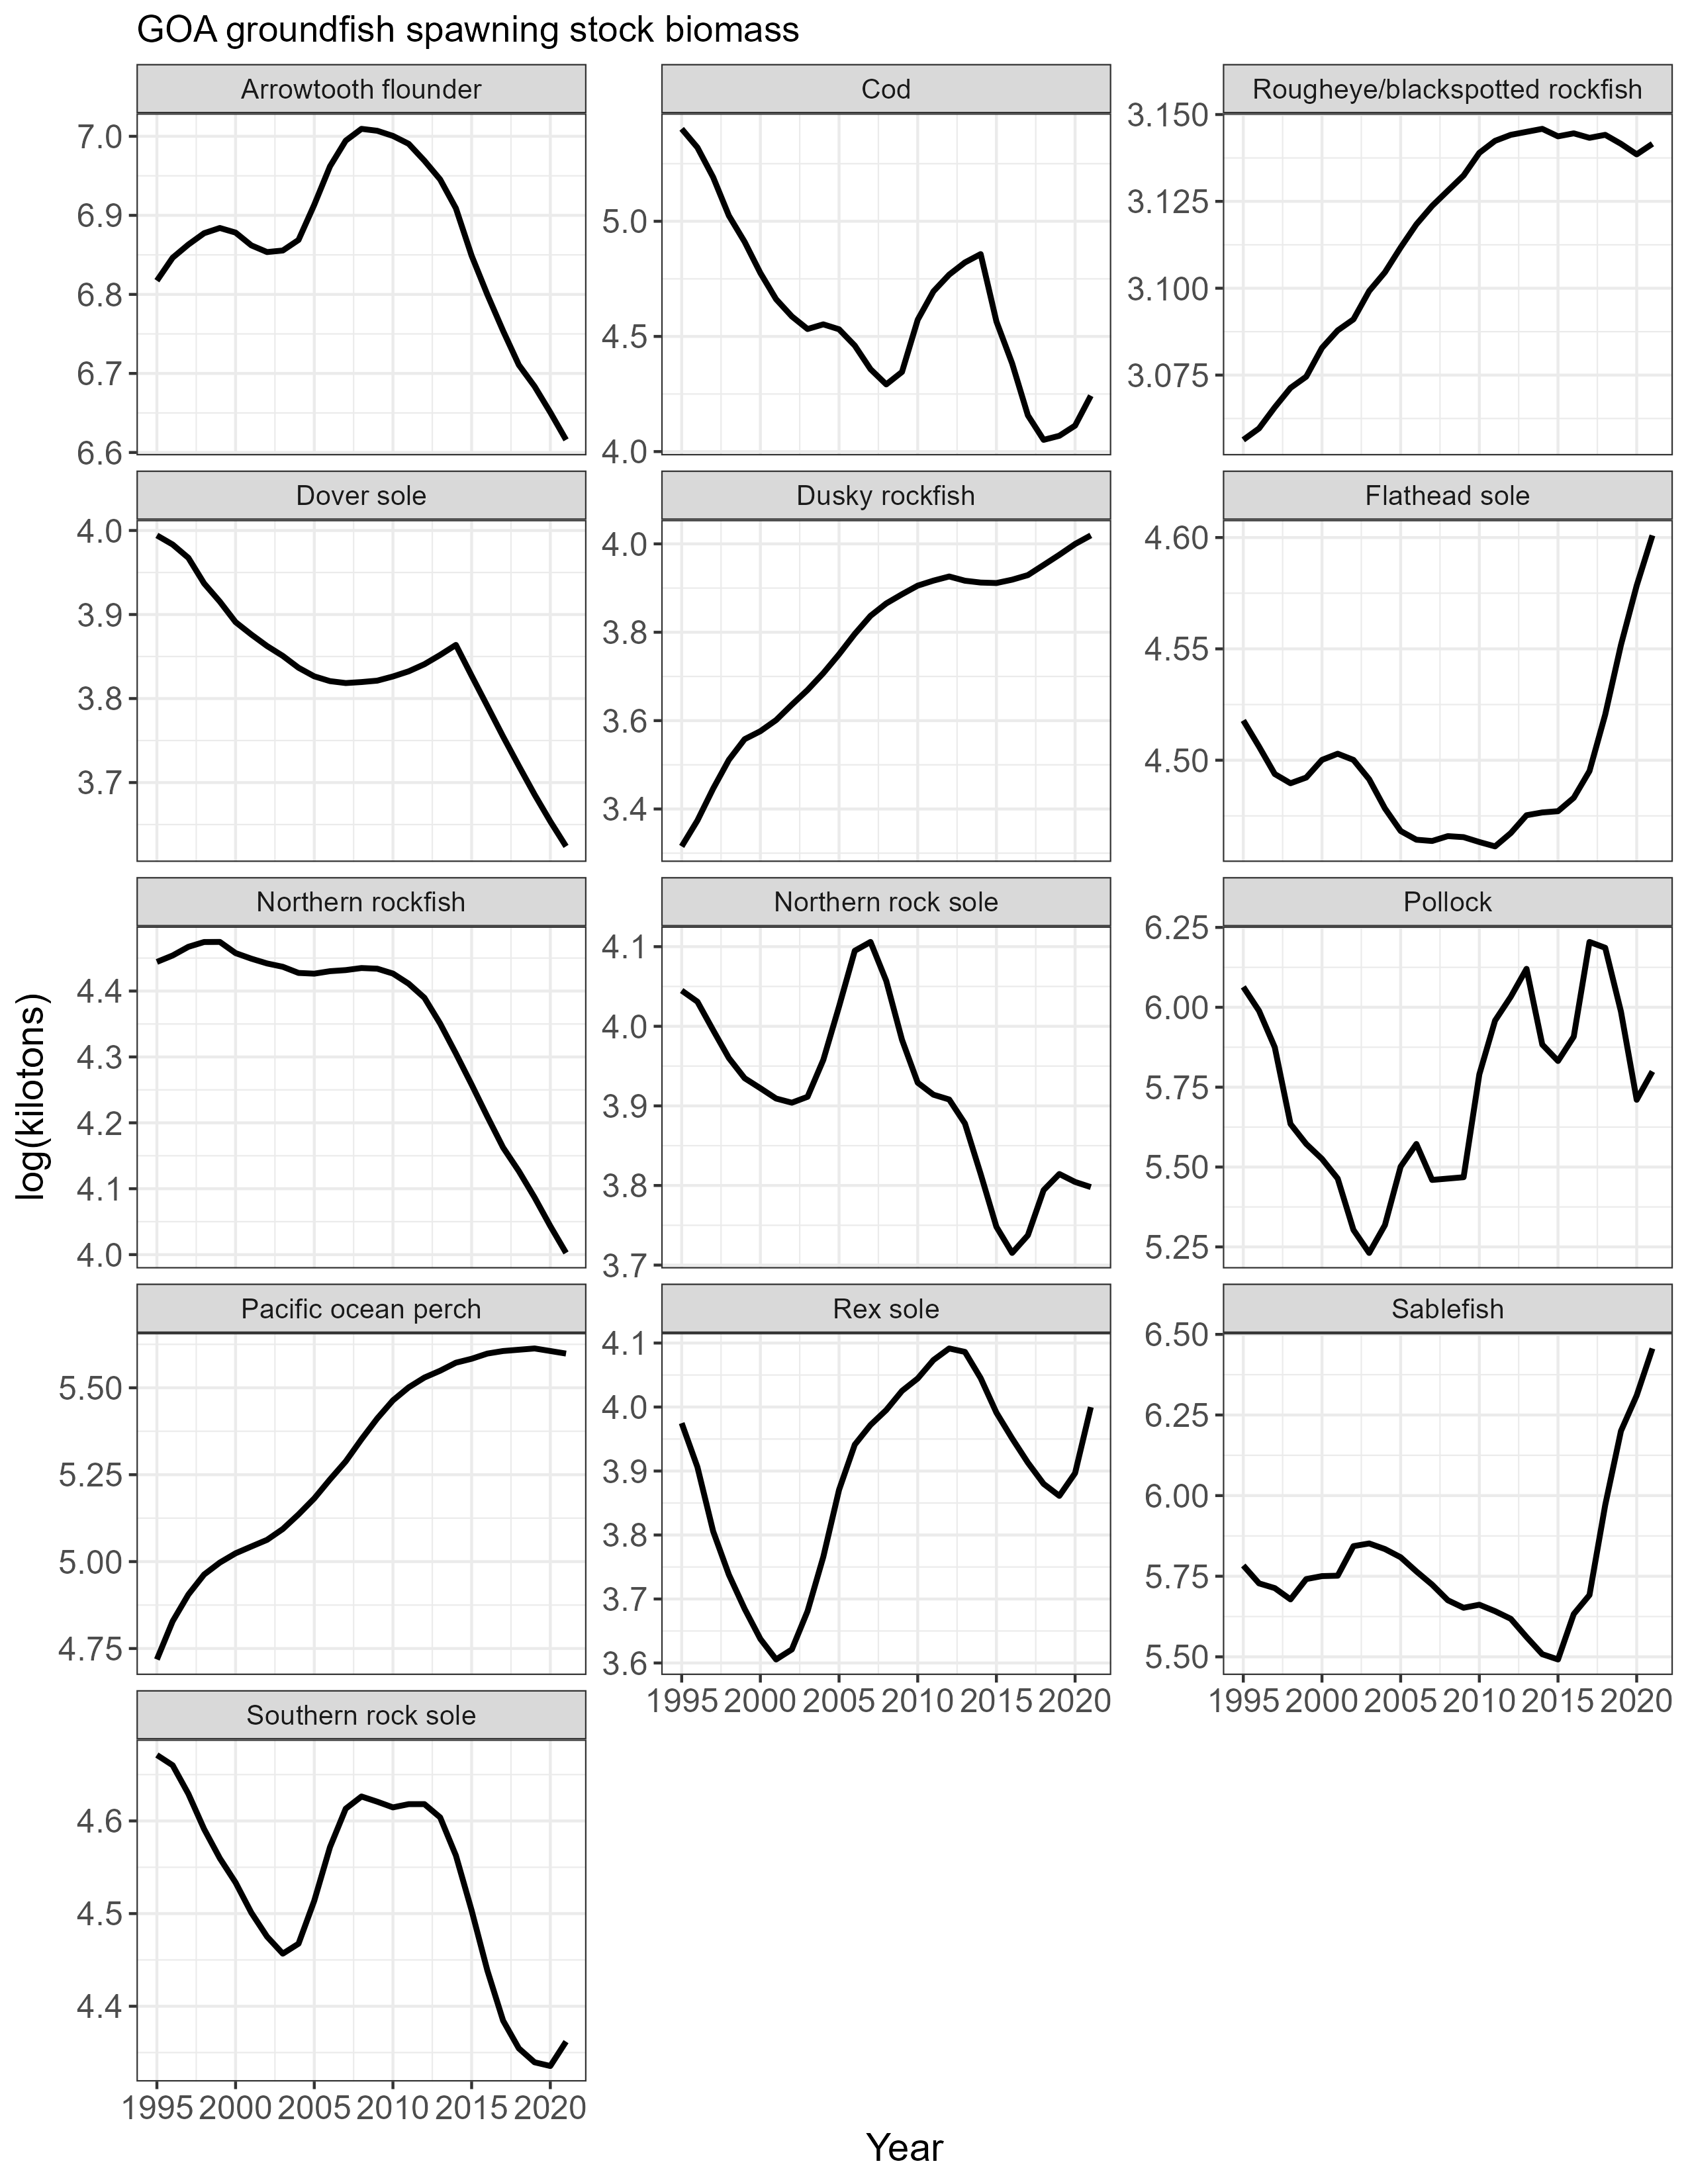 GOA groundfish spawning stock biomass
Arrowtooth flounder
7.0
6.9
6.8
6.7
6.6
Cod
5.0
4.5
4.0
Rougheye/blackspotted rockfish
3.150
3.125
3.100
3.075
Dover sole
4.0
3.9
3.8
3.7
Dusky rockfish
4.0
3.8
3.6
3.4
Flathead sole
4.60
4.55
4.50
Northern rockfish
4.4
4.3
4.2
4.1
4.0
Northern rock sole
4.1
4.0
3.9
3.8
3.7
Pollock
6.25
6.00
5.75
5.50
5.25
Pacific ocean perch
5.50
5.25
5.00
4.75
Rex sole
4.1
4.0
3.9
3.8
3.7
3.6
1995 2000 2005 2010 2015 2020
Sablefish
6.50
6.25
6.00
5.75
5.50
1995 2000 2005 2010 2015 2020
Southern rock sole
4.6
4.5
4.4
1995 2000 2005 2010 2015 2020
log(kilotons)
Year